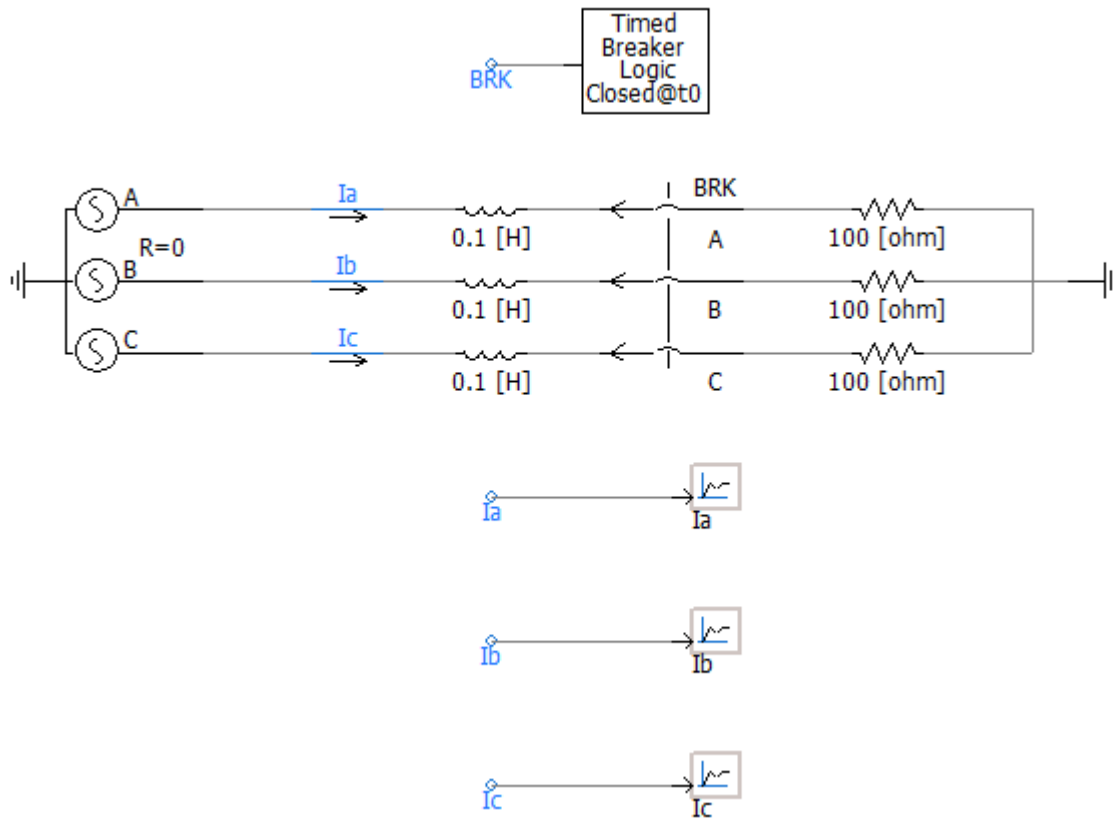 Timed
Breaker
Logic
Closed@t0
BRK
A
Ia
BRK
0.1 [H]
A
100 [ohm]
R=0
B
Ib
0.1 [H]
B
100 [ohm]
C
Ic
0.1 [H]
C
100 [ohm]
Ia
Ia
Ib
Ib
Ic
Ic